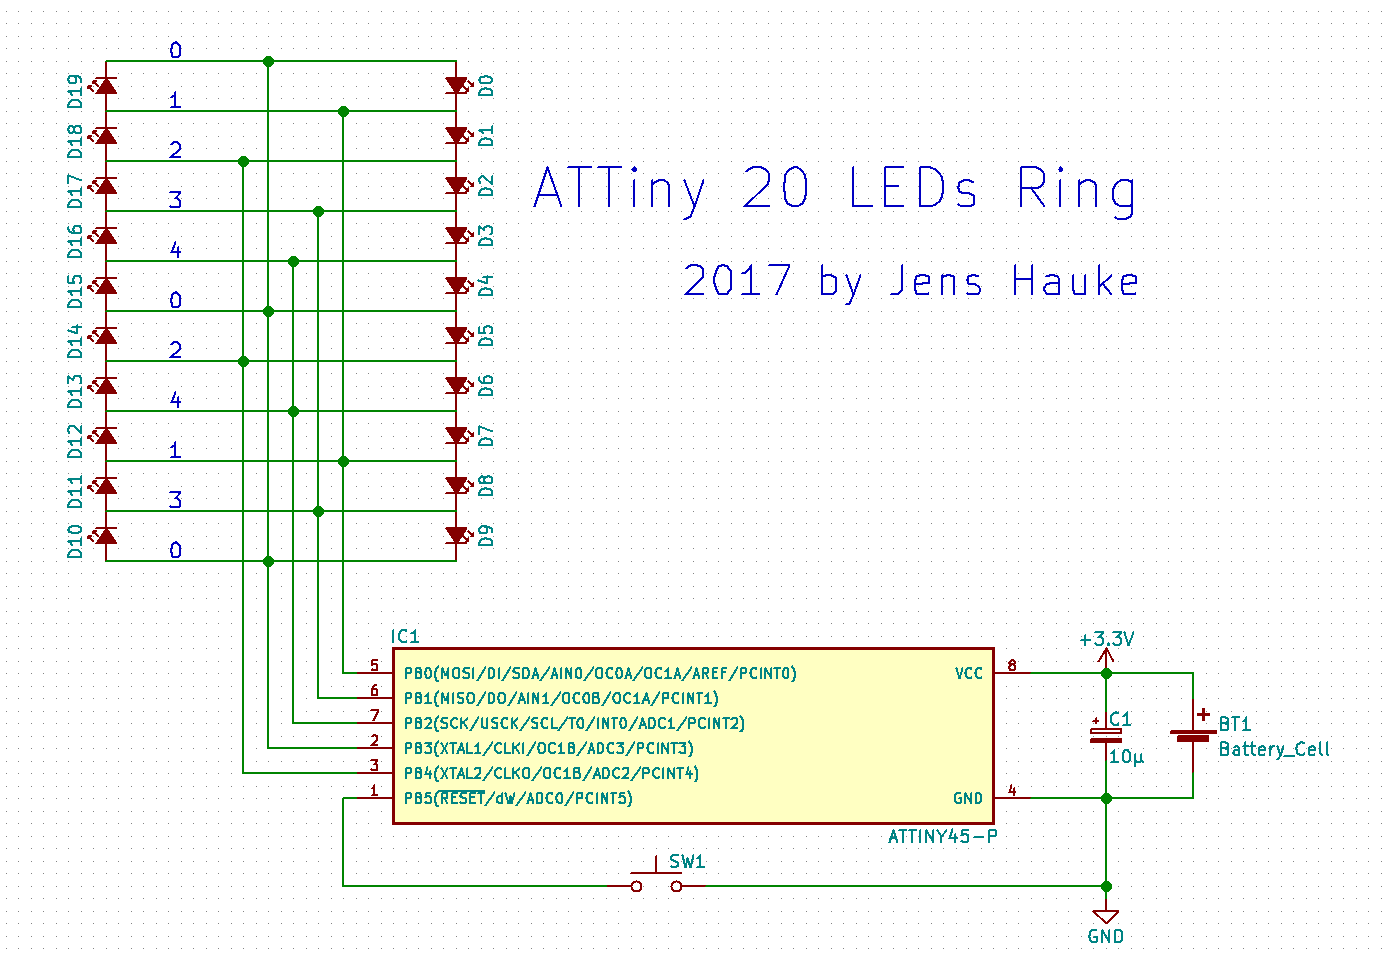 0
D19
D0
1
D18
D1
2
D17
D2
3
D16
D3
4
D15
D4
0
D14
D5
2
D13
D6
4
D12
D7
1
D11
D8
3
D10
D9
0
ATTiny 20 LEDs Ring
2017 by Jens Hauke
IC1
5 PB0(MOSI/DI/SDA/AIN0/OC0A/OC1A/AREF/PCINT0)
6 PB1(MISO/DO/AIN1/OC0B/OC1A/PCINT1)
7 PB2(SCK/USCK/SCL/T0/INT0/ADC1/PCINT2)
2 PB3(XTAL1/CLKI/OC1B/ADC3/PCINT3)
3 PB4(XTAL2/CLKO/OC1B/ADC2/PCINT4)
1 PB5(RESET/dW/ADC0/PCINT5)
VCC 8
GND 4
ATTINY45-P
+3.3V
+
C1
10µ
+
BT1
Battery_Cell
SW1
GND